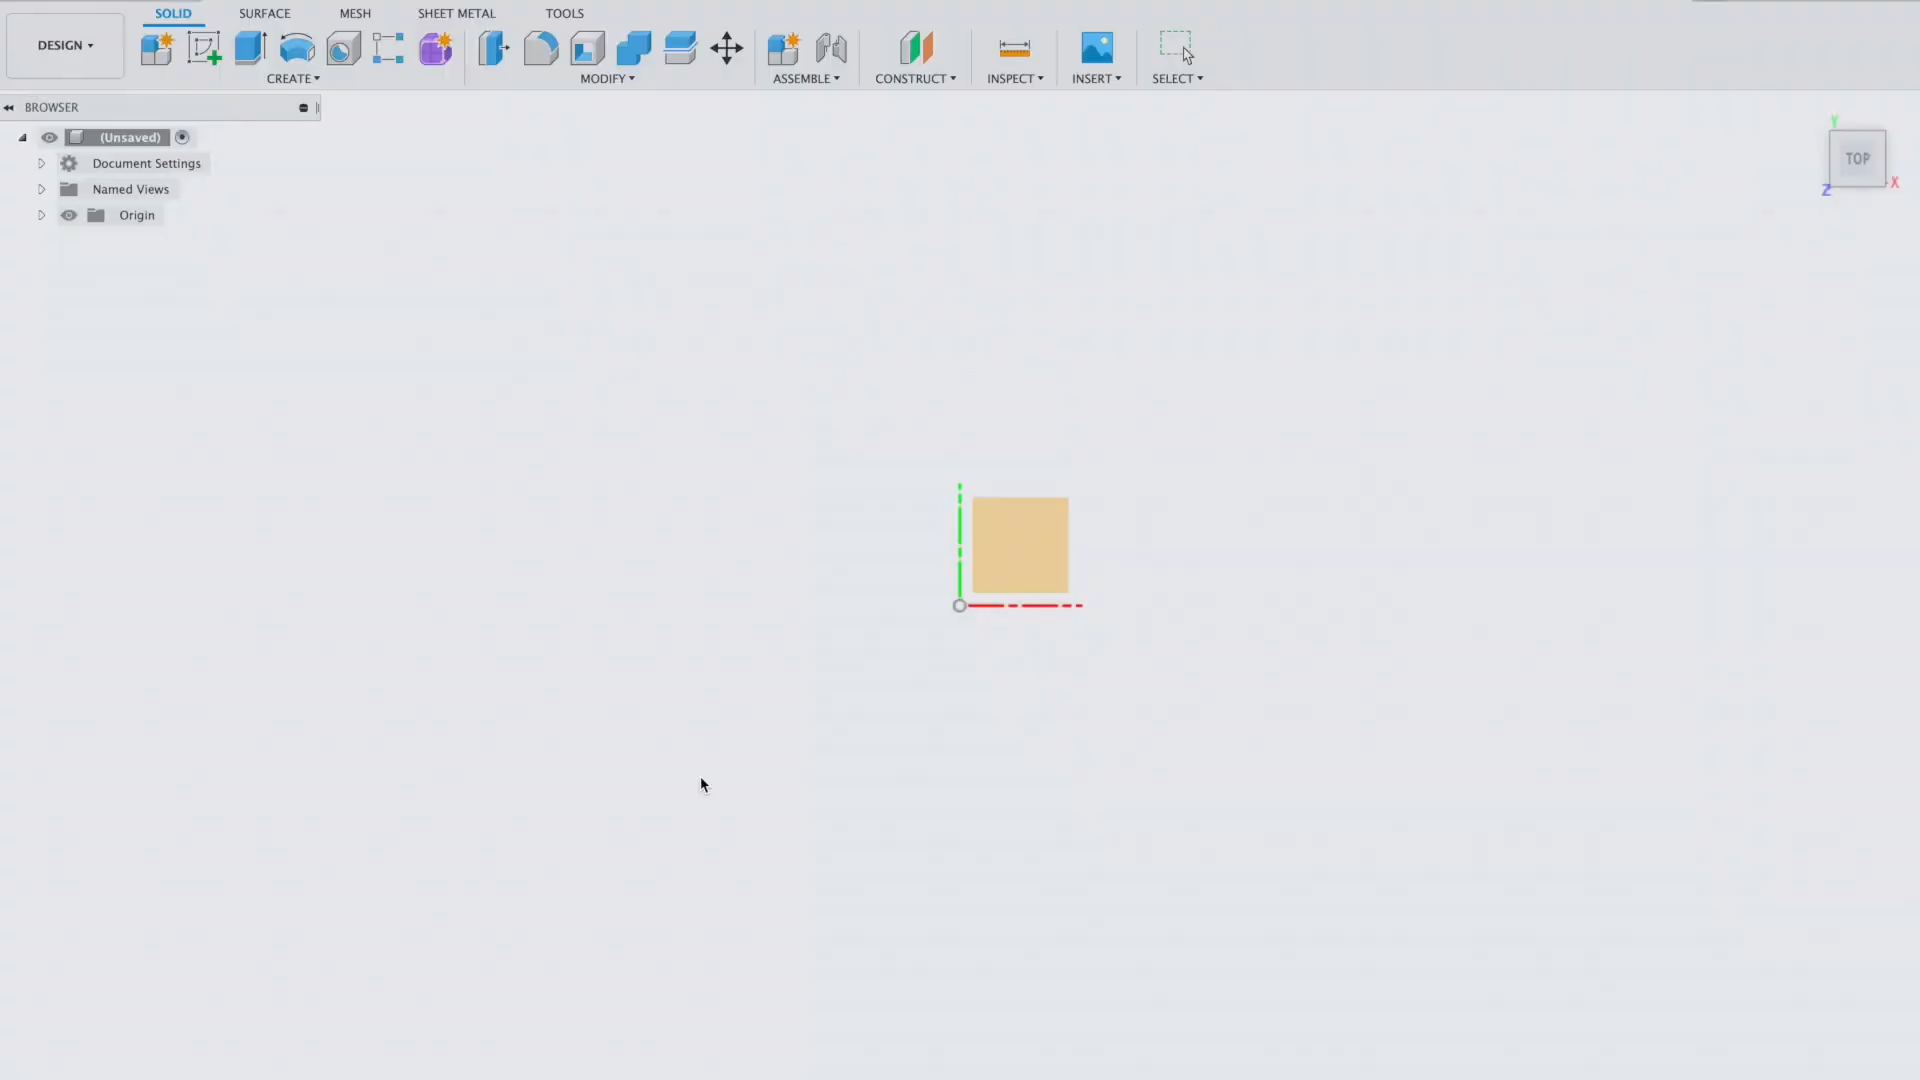 SOLID SURFACE MESH SHEET METAL TOOLS
DESIGN
CREATE MODIFY ASSEMBLE CONSTRUCT INSPECT INSERT SELECT
BROWSER
(Unsaved)
Document Settings
Named Views
Origin
Y
TOP
X
Z